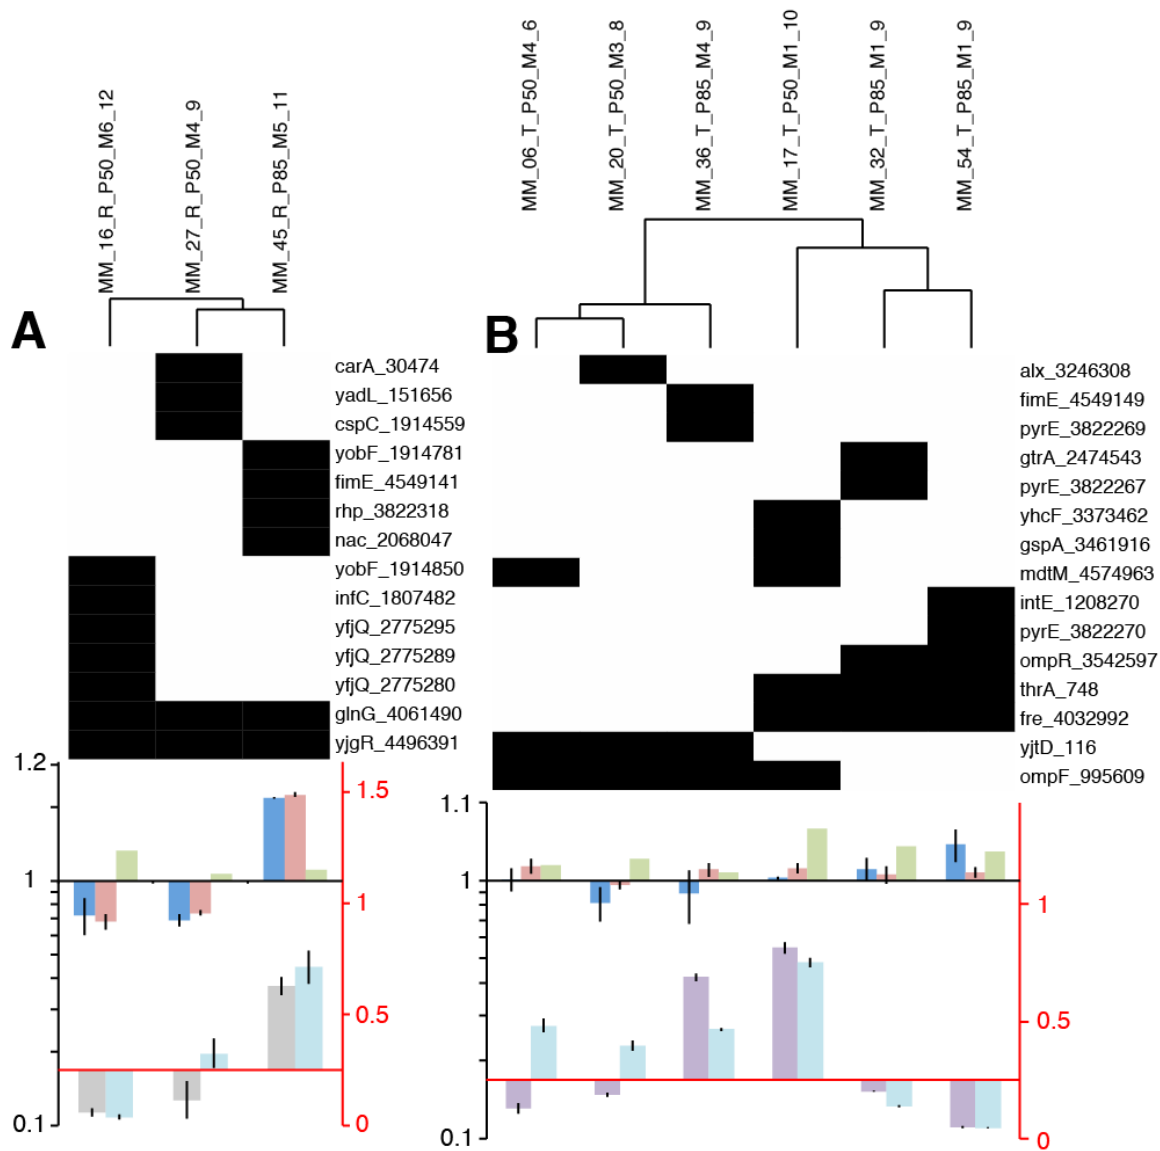 MM_16_R_P50_M6_12
MM_27_R_P50_M4_9
MM_45_R_P85_M5_11
MM_06_T_P50_M4_6
MM_20_T_P50_M3_8
MM_36_T_P85_M4_9
MM_17_T_P50_M1_10
MM_32_T_P85_M1_9
MM_54_T_P85_M1_9
A
carA_30474
yadL_151656
cspC_1914559
yobF_1914781
fimE_4549141
rhp_3822318
nac_2068047
yobF_1914850
infC_1807482
yfjQ_2775295
yfjQ_2775289
yfjQ_2775280
glnG_4061490
yjgR_4496391
1.2
1
0.1
1.5
1
0.5
0
B
alx_3246308
fimE_4549149
pyrE_3822269
gtrA_2474543
pyrE_3822267
yhcF_3373462
gspA_3461916
mdtM_4574963
intE_1208270
pyrE_3822270
ompR_3542597
thrA_748
fre_4032992
yjtD_116
ompF_995609
1.1
1
0.1
1
0.5
0